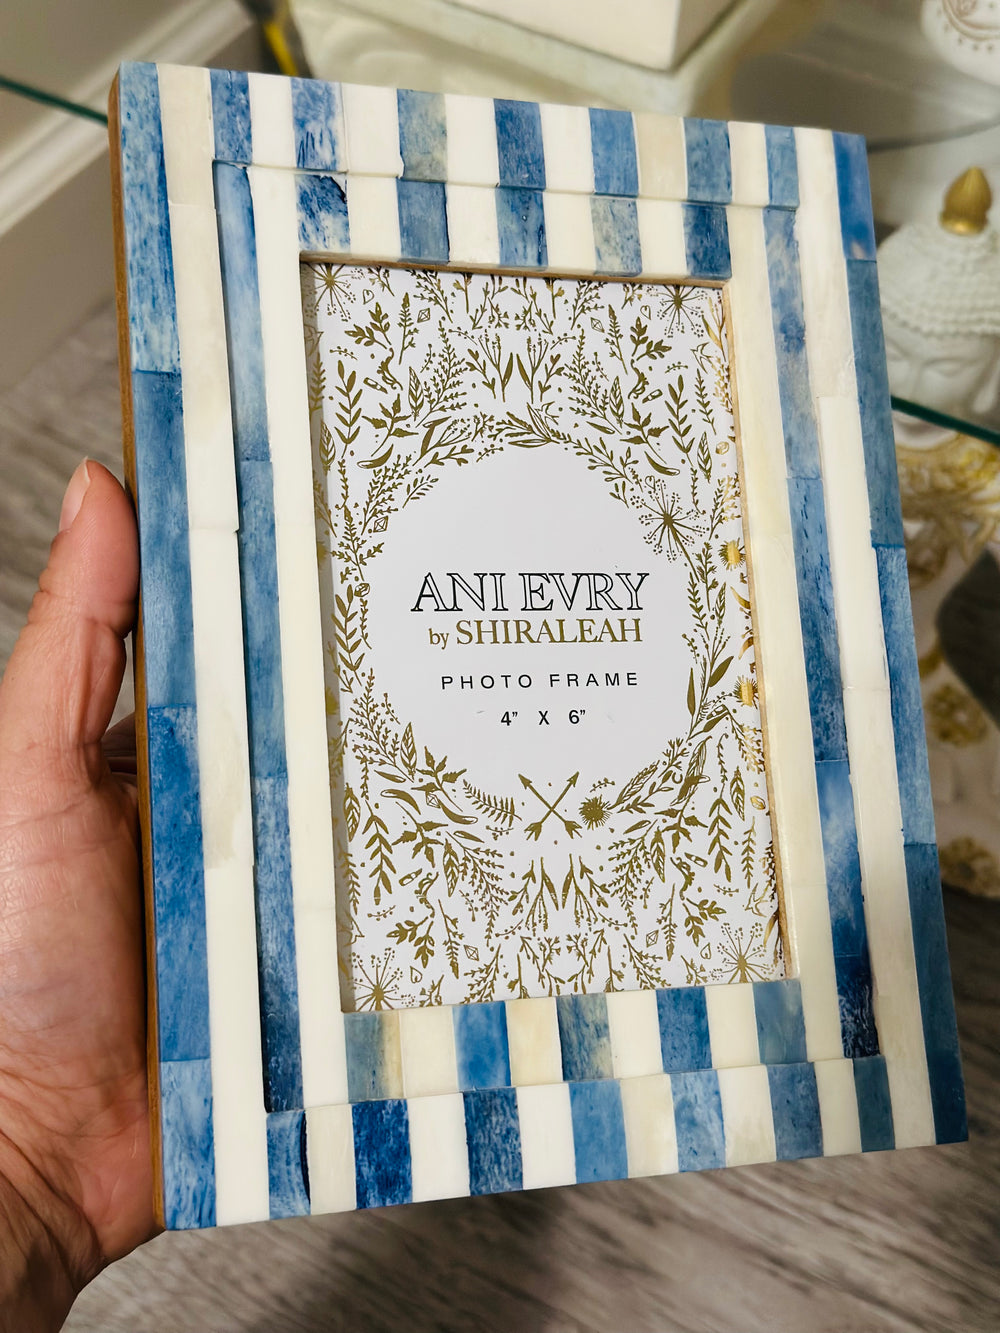 ANI EVRY
by SHIRALEAH
PHOTO FRAME
4” X 6”